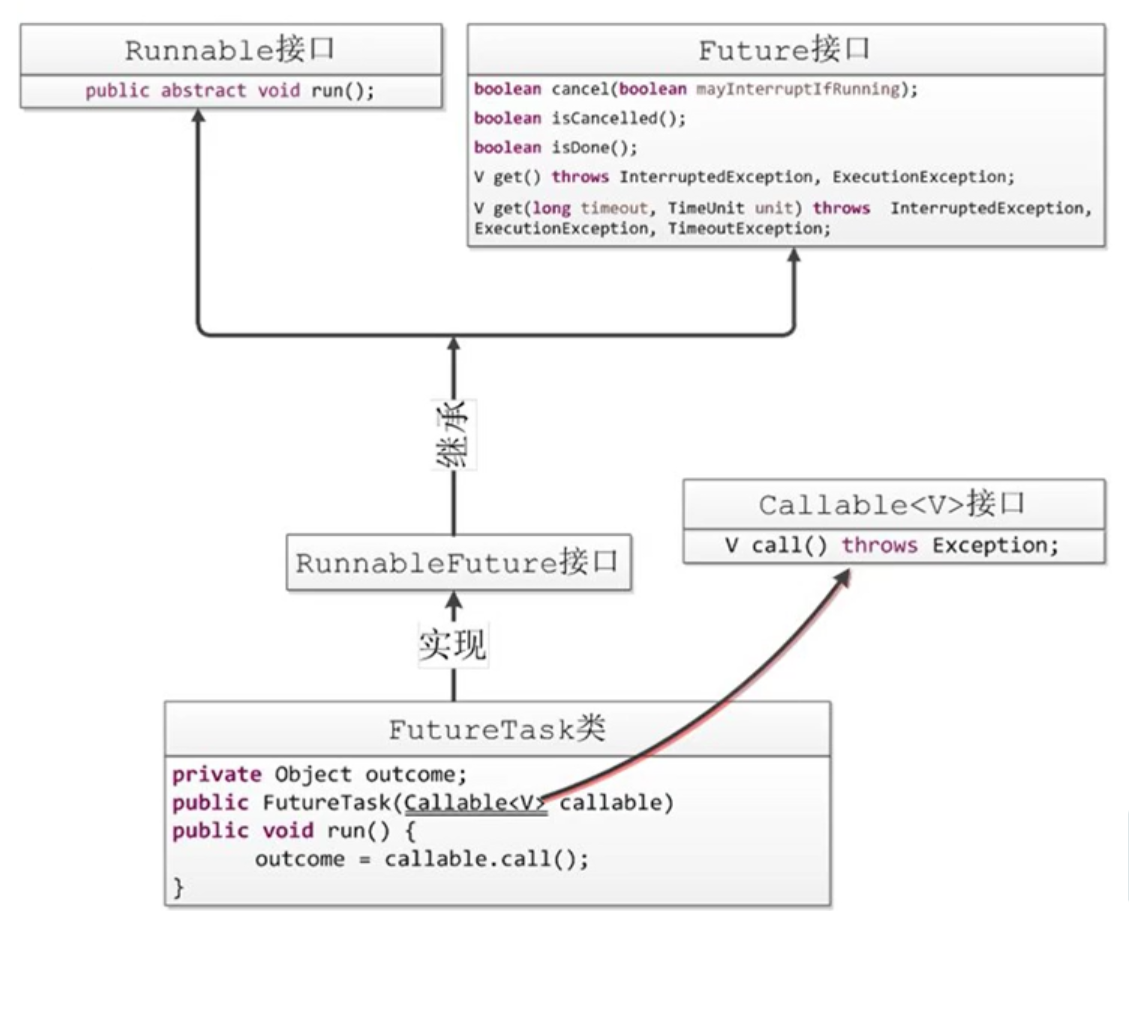 Runnable接口
public abstract void run();
Future接口
boolean cancel(boolean mayInterruptIfRunning);
boolean isCancelled();
boolean isDone();
V get() throws InterruptedException, ExecutionException;
V get(long timeout, TimeUnit unit) throws InterruptedException,
ExecutionException, TimeoutException;
继承
Callable<V>接口
V call() throws Exception;
RunnableFuture接口
实现
FutureTask类
private Object outcome;
public FutureTask(Callable<V> callable)
public void run() {
outcome = callable.call();
}